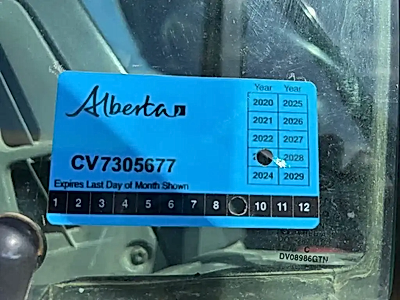 Alberta
Year Year
2020 2025
2021 2026
2022 2027
2028
2024 2029
CV7305677
Expires Last Day of Month Shown
1 2 3 4 5 6 7 8 10 11 12
DV08986GTN